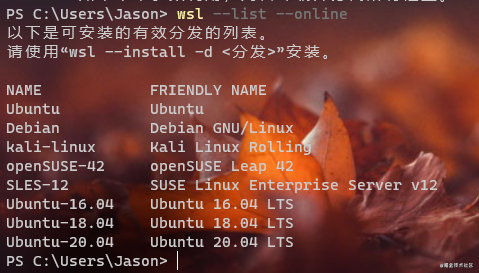 PS C:\Users\Jason> wsl --list --online
以下是可安装的有效分发的列表。
请使用“wsl --install -d <分发>”安装。
NAME FRIENDLY NAME
Ubuntu Ubuntu
Debian Debian GNU/Linux
kali-linux Kali Linux Rolling
openSUSE-42 openSUSE Leap 42
SLES-12 SUSE Linux Enterprise Server v12
Ubuntu-16.04 Ubuntu 16.04 LTS
Ubuntu-18.04 Ubuntu 18.04 LTS
Ubuntu-20.04 Ubuntu 20.04 LTS
PS C:\Users\Jason>
@稀土掘金技术社区